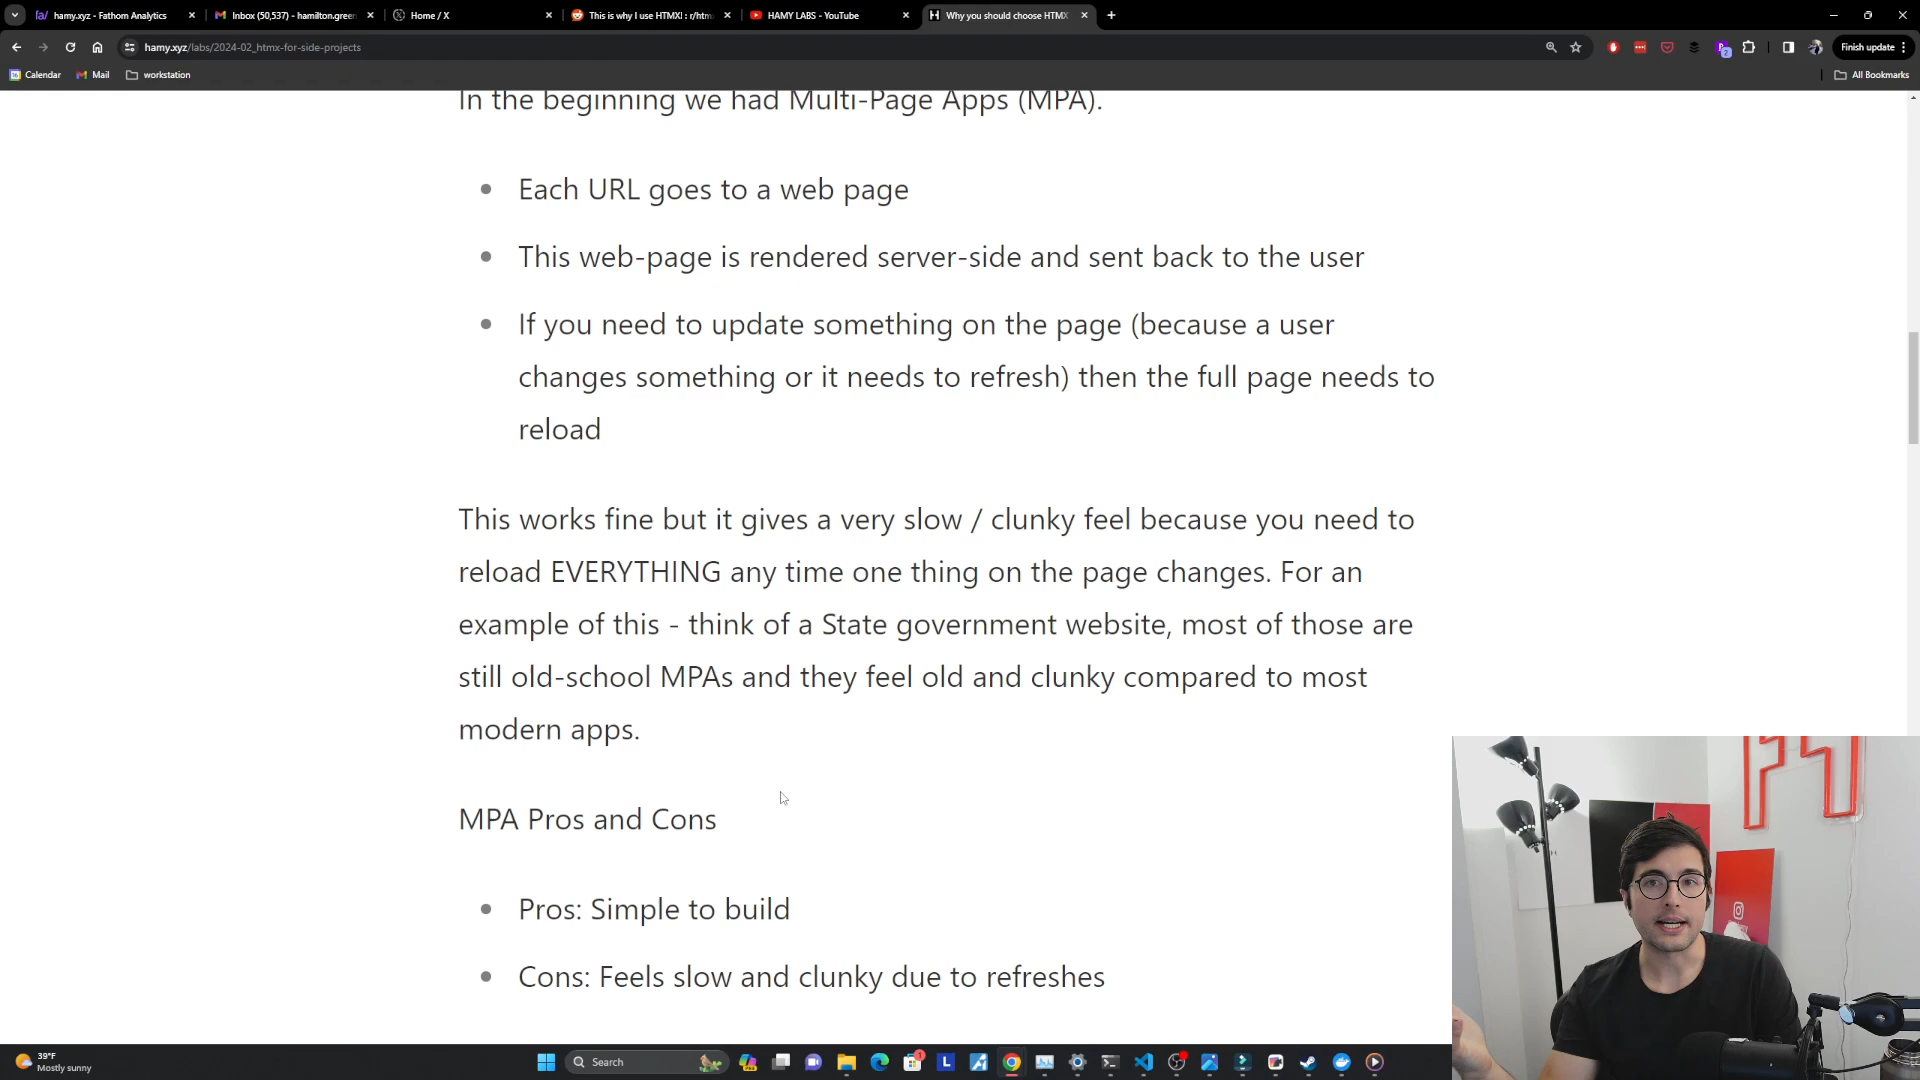 hamy.xyz - Fathom Analytics
Inbox (50,537) - hamilton.green
Home / X
This is why I use HTMX! : r/htm
HAMY LABS - YouTube
Why you should choose HTMX
hamy.xyz/labs/2024-02_htmx-for-side-projects
Finish update
Calendar
Mail
workstation
All Bookmarks
In the beginning we had Multi-Page Apps (MPA).
Each URL goes to a web page
This web-page is rendered server-side and sent back to the user
If you need to update something on the page (because a user
changes something or it needs to refresh) then the full page needs to
reload
This works fine but it gives a very slow / clunky feel because you need to
reload EVERYTHING any time one thing on the page changes. For an
example of this - think of a State government website, most of those are
still old-school MPAs and they feel old and clunky compared to most
modern apps.
MPA Pros and Cons
Pros: Simple to build
Cons: Feels slow and clunky due to refreshes
39°F
Mostly sunny
Search